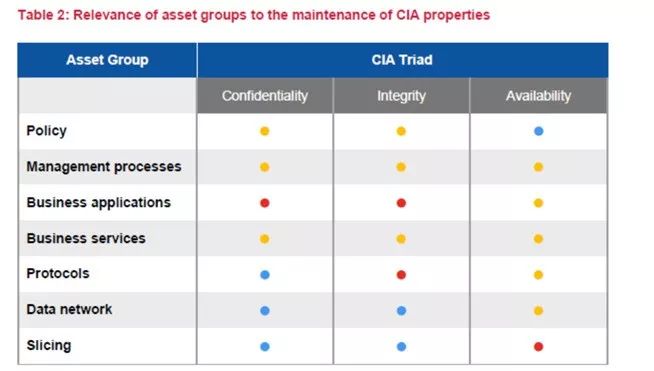 Table 2: Relevance of asset groups to the maintenance of CIA properties
Asset Group CIA Triad
Confidentiality Integrity Availability
Policy
Management processes
Business applications
Business services
Protocols
Data network
Slicing